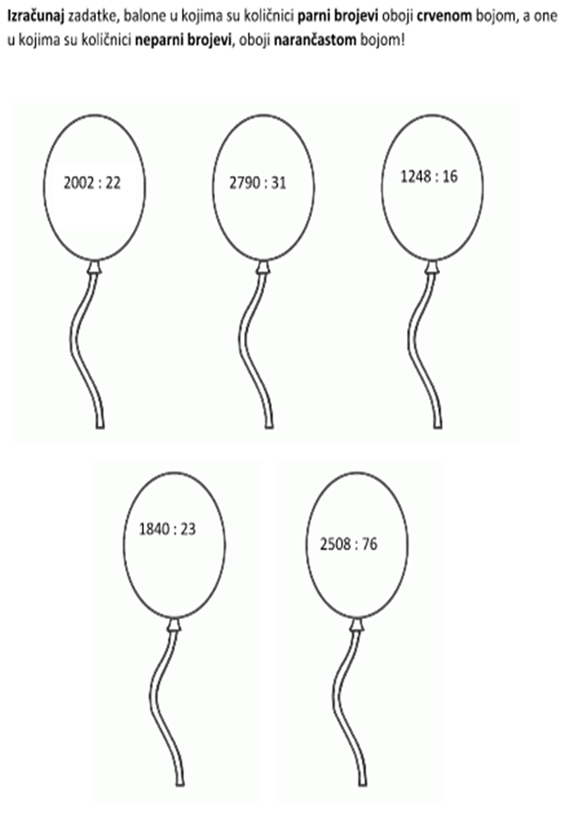 Izračunaj zadatke, balone u kojima su količnici parni brojevi oboji crvenom bojom, a one
u kojima su količnici neparni brojevi, oboji narančastom bojom!
2002 : 22
2790 : 31
1248 : 16
1840 : 23
2508 : 76